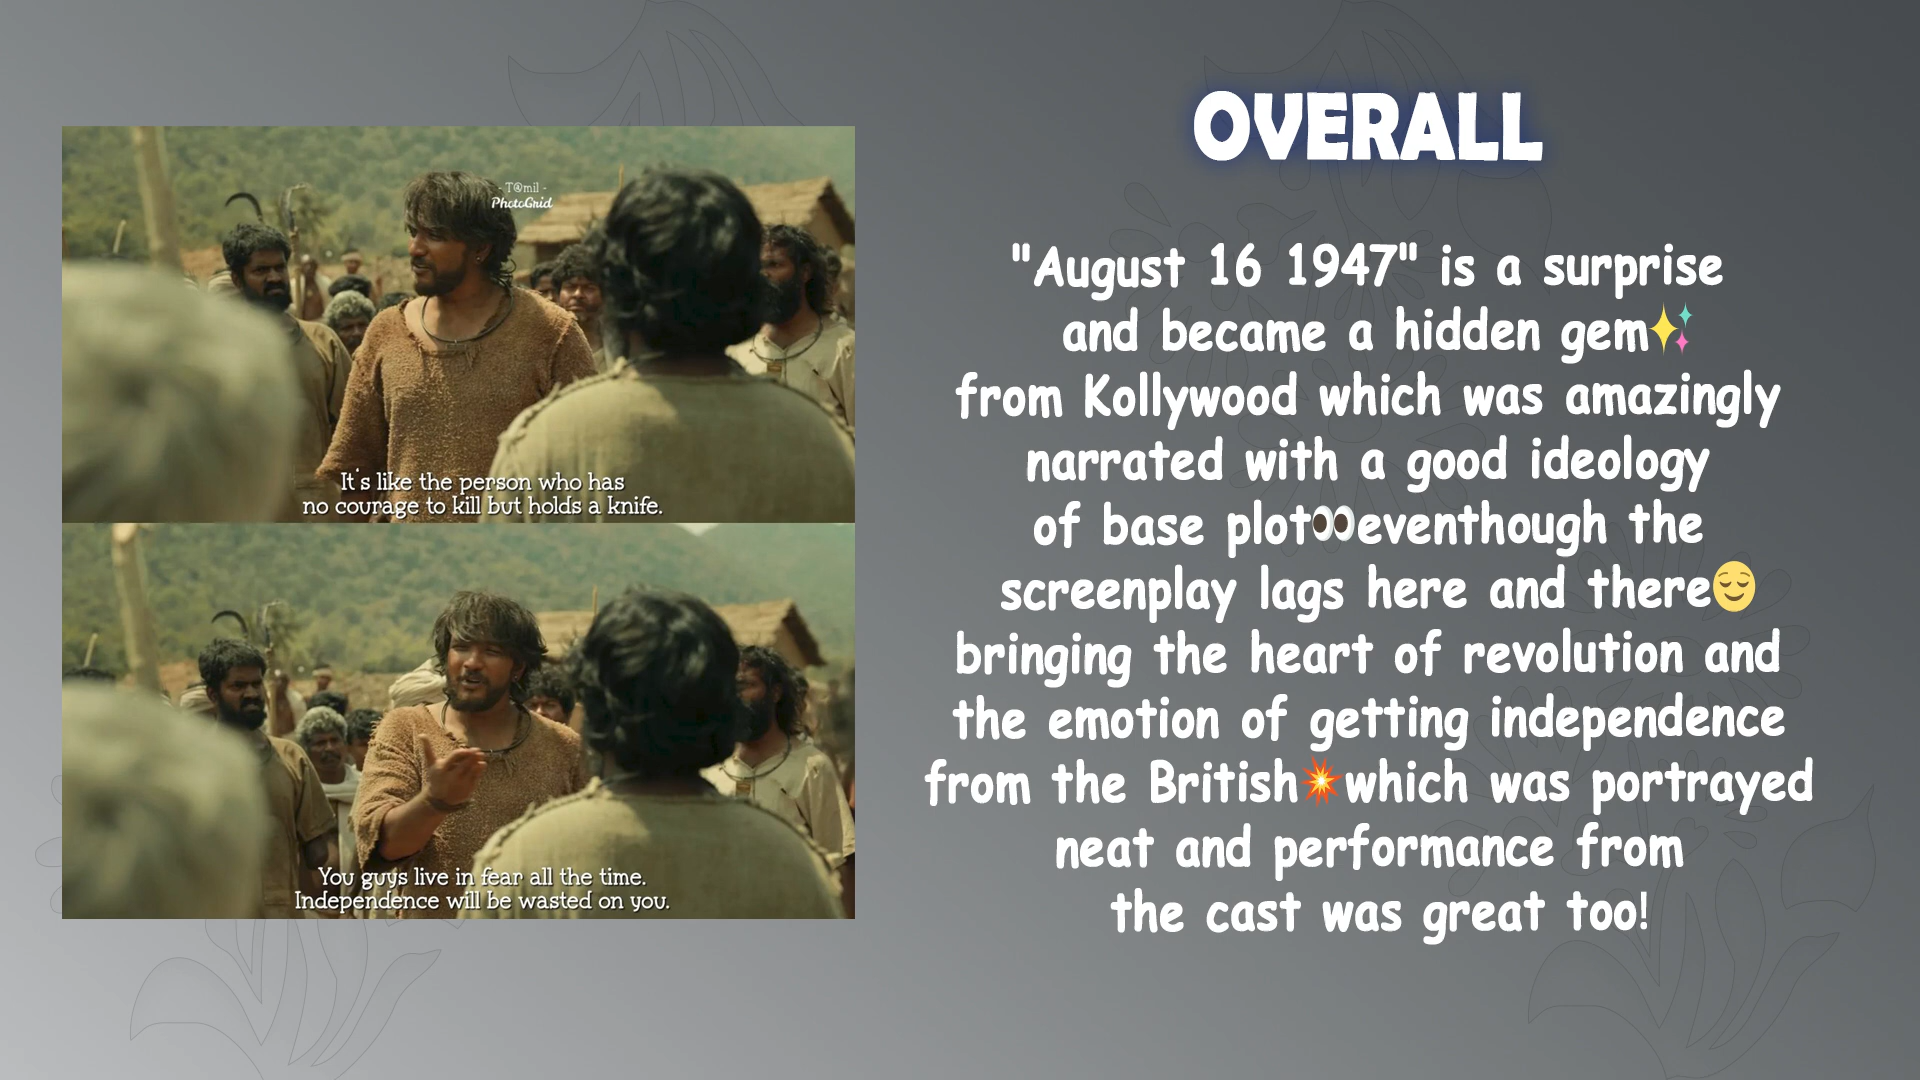 - T@mil -
PhotoGrid
It's like the person who has
no courage to kill but holds a knife.
You guys live in fear all the time.
Independence will be wasted on you.
OVERALL
"August 16 1947" is a surprise
and became a hidden gem✨
from Kollywood which was amazingly
narrated with a good ideology
of base plot👀eventhough the
screenplay lags here and there😌
bringing the heart of revolution and
the emotion of getting independence
from the British💥which was portrayed
neat and performance from
the cast was great too!